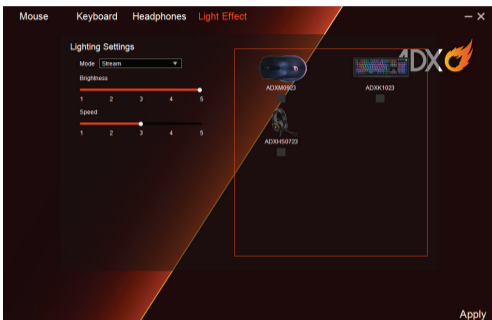 Mouse Keyboard Headphones Light Effect
Lighting Settings
Mode Stream
Brightness
1 2 3 4 5
Speed
1 2 3 4 5
ADX
ADXM0923 ADXK1023
ADXHS0723
Apply